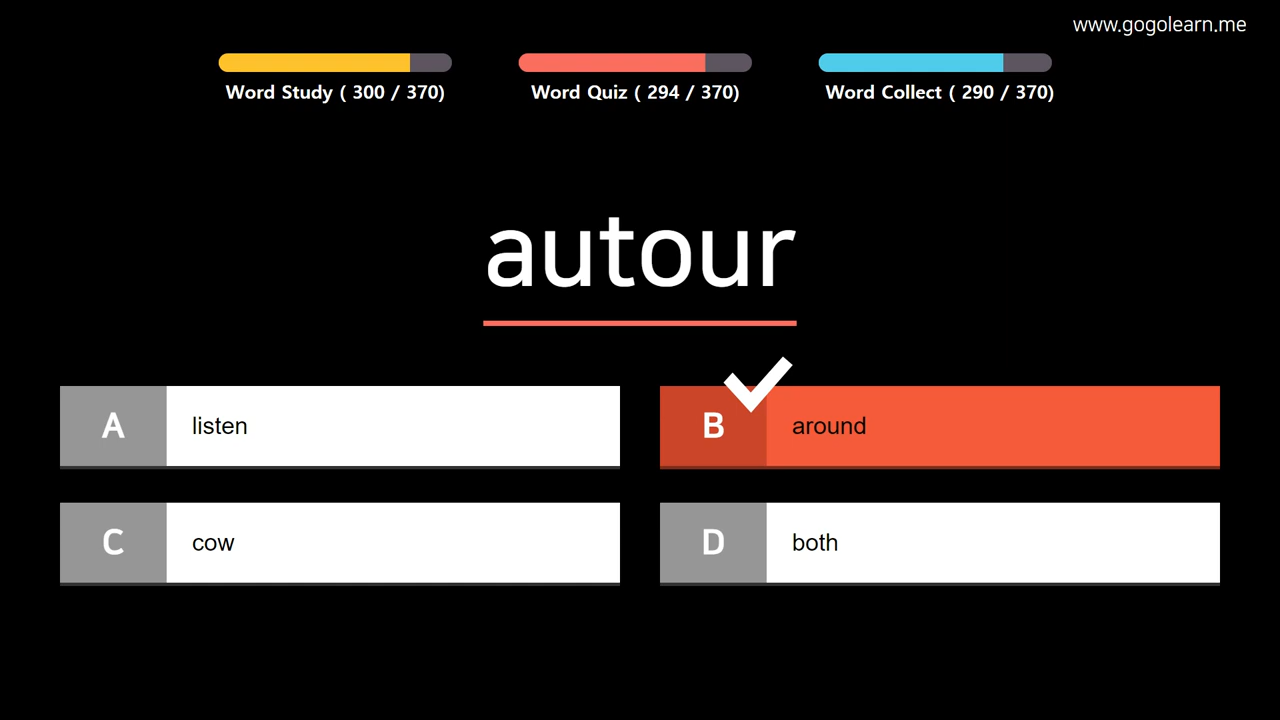 www.gogolearn.me
Word Study ( 300 / 370)
Word Quiz ( 294 / 370)
Word Collect ( 290 / 370)
autour
A
listen
B
around
C
cow
D
both